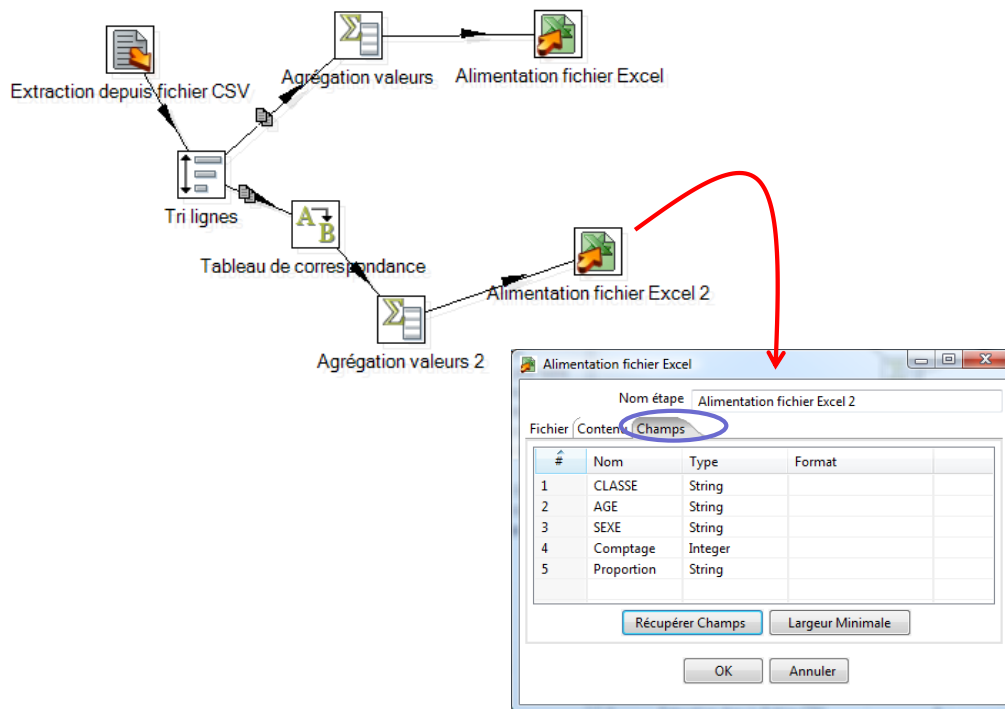 Extraction depuis fichier CSV
Agrégation valeurs
Alimentation fichier Excel
Tri lignes
A
B
Tableau de correspondance
Alimentation fichier Excel 2
Agrégation valeurs 2
Alimentation fichier Excel
Nom étape Alimentation fichier Excel 2
Fichier Contenu Champs
# Nom Type Format
1 CLASSE String
2 AGE String
3 SEXE String
4 Comptage Integer
5 Proportion String
Récupérer Champs Largeur Minimale
OK Annuler